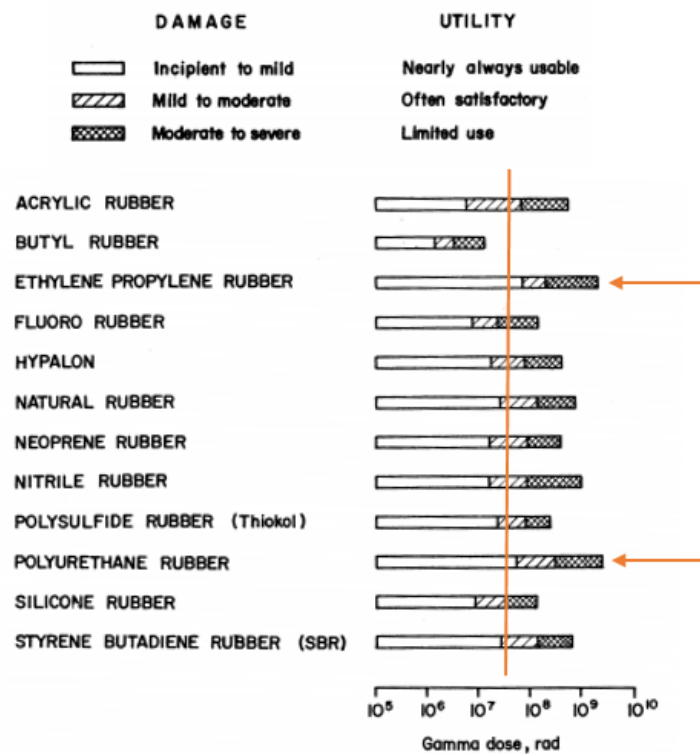 DAMAGE UTILITY
Incipient to mild Nearly always usable
Mild to moderate Often satisfactory
Moderate to severe Limited use
ACRYLIC RUBBER
BUTYL RUBBER
ETHYLENE PROPYLENE RUBBER
FLUORO RUBBER
HYPALON
NATURAL RUBBER
NEOPRENE RUBBER
NITRILE RUBBER
POLYSULFIDE RUBBER (Thiokol)
POLYURETHANE RUBBER
SILICONE RUBBER
STYRENE BUTADIENE RUBBER (SBR)
10⁵ 10⁶ 10⁷ 10⁸ 10⁹ 10¹⁰
Gamma dose, rad